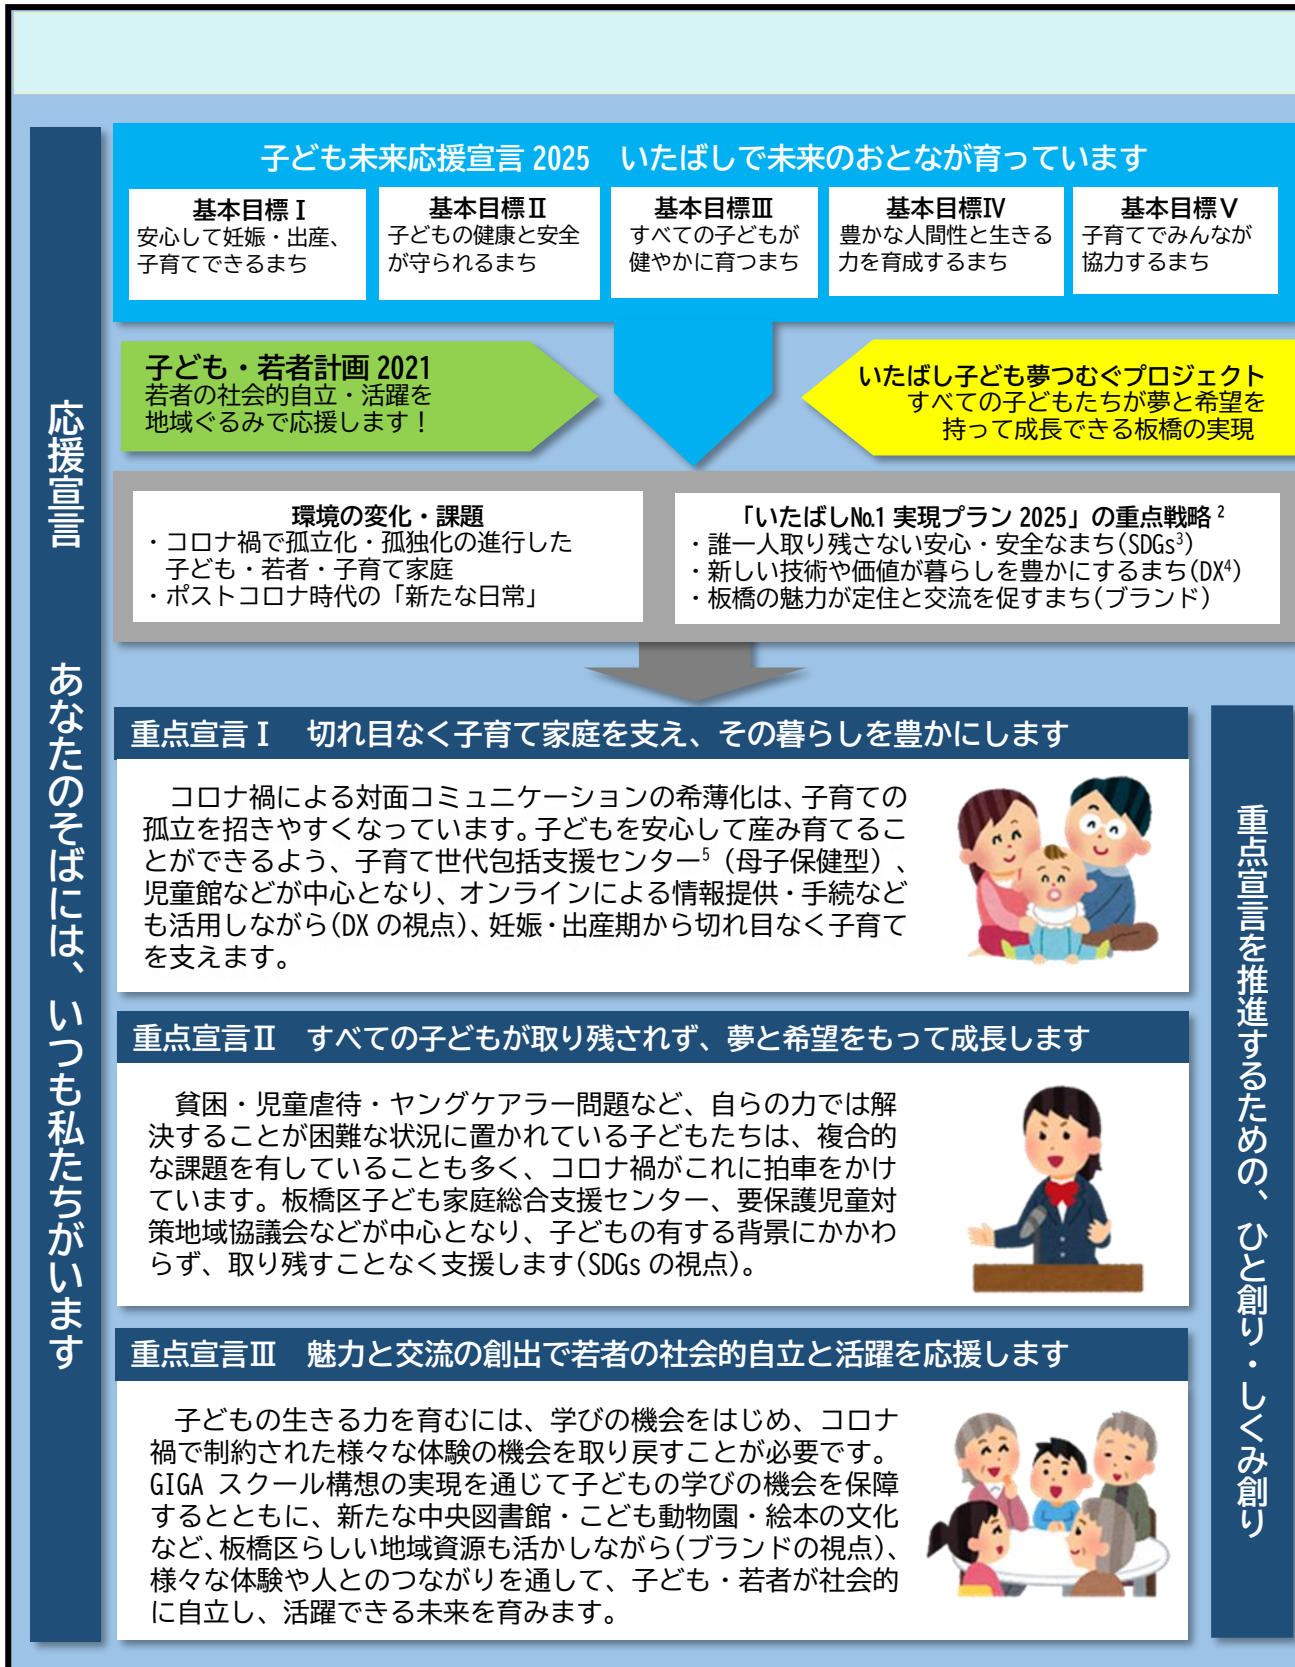 子ども未来応援宣言 2025　いたばしで未来のおとなが育っています
基本目標Ⅰ
安心して妊娠・出産、
子育てできるまち
基本目標Ⅱ
子どもの健康と安全
が守られるまち
基本目標Ⅲ
すべての子どもが
健やかに育つまち
基本目標Ⅳ
豊かな人間性と生きる
力を育成するまち
基本目標Ⅴ
子育てでみんなが
協力するまち
子ども・若者計画 2021
若者の社会的自立・活躍を
地域ぐるみで応援します！
いたばし子ども夢つむぐプロジェクト
すべての子どもたちが夢と希望を
持って成長できる板橋の実現
環境の変化・課題
・コロナ禍で孤立化・孤独化の進行した
子ども・若者・子育て家庭
・ポストコロナ時代の「新たな日常」
「いたばし№1 実現プラン 2025」の重点戦略2
・誰一人取り残さない安心・安全なまち(SDGs3)
・新しい技術や価値が暮らしを豊かにするまち(DX4)
・板橋の魅力が定住と交流を促すまち(ブランド)
応援宣言　あなたのそばには、いつも私たちがいます
重点宣言Ⅰ　切れ目なく子育て家庭を支え、その暮らしを豊かにします
コロナ禍による対面コミュニケーションの希薄化は、子育ての
孤立を招きやすくなっています。子どもを安心して産み育てるこ
とができるよう、子育て世代包括支援センター5（母子保健型）、
児童館などが中心となり、オンラインによる情報提供・手続など
も活用しながら(DX の視点)、妊娠・出産期から切れ目なく子育て
を支えます。
重点宣言Ⅱ　すべての子どもが取り残されず、夢と希望をもって成長します
貧困・児童虐待・ヤングケアラー問題など、自らの力では解
決することが困難な状況に置かれている子どもたちは、複合的
な課題を有していることも多く、コロナ禍がこれに拍車をかけ
ています。板橋区子ども家庭総合支援センター、要保護児童対
策地域協議会などが中心となり、子どもの有する背景にかかわ
らず、取り残すことなく支援します(SDGs の視点)。
重点宣言Ⅲ　魅力と交流の創出で若者の社会的自立と活躍を応援します
子どもの生きる力を育むには、学びの機会をはじめ、コロナ
禍で制約された様々な体験の機会を取り戻すことが必要です。
GIGA スクール構想の実現を通じて子どもの学びの機会を保障
するとともに、新たな中央図書館・こども動物園・絵本の文化
など、板橋区らしい地域資源も活かしながら(ブランドの視点)、
様々な体験や人とのつながりを通して、子ども・若者が社会的
に自立し、活躍できる未来を育みます。
重点宣言を推進するための、ひと創り・しくみ創り